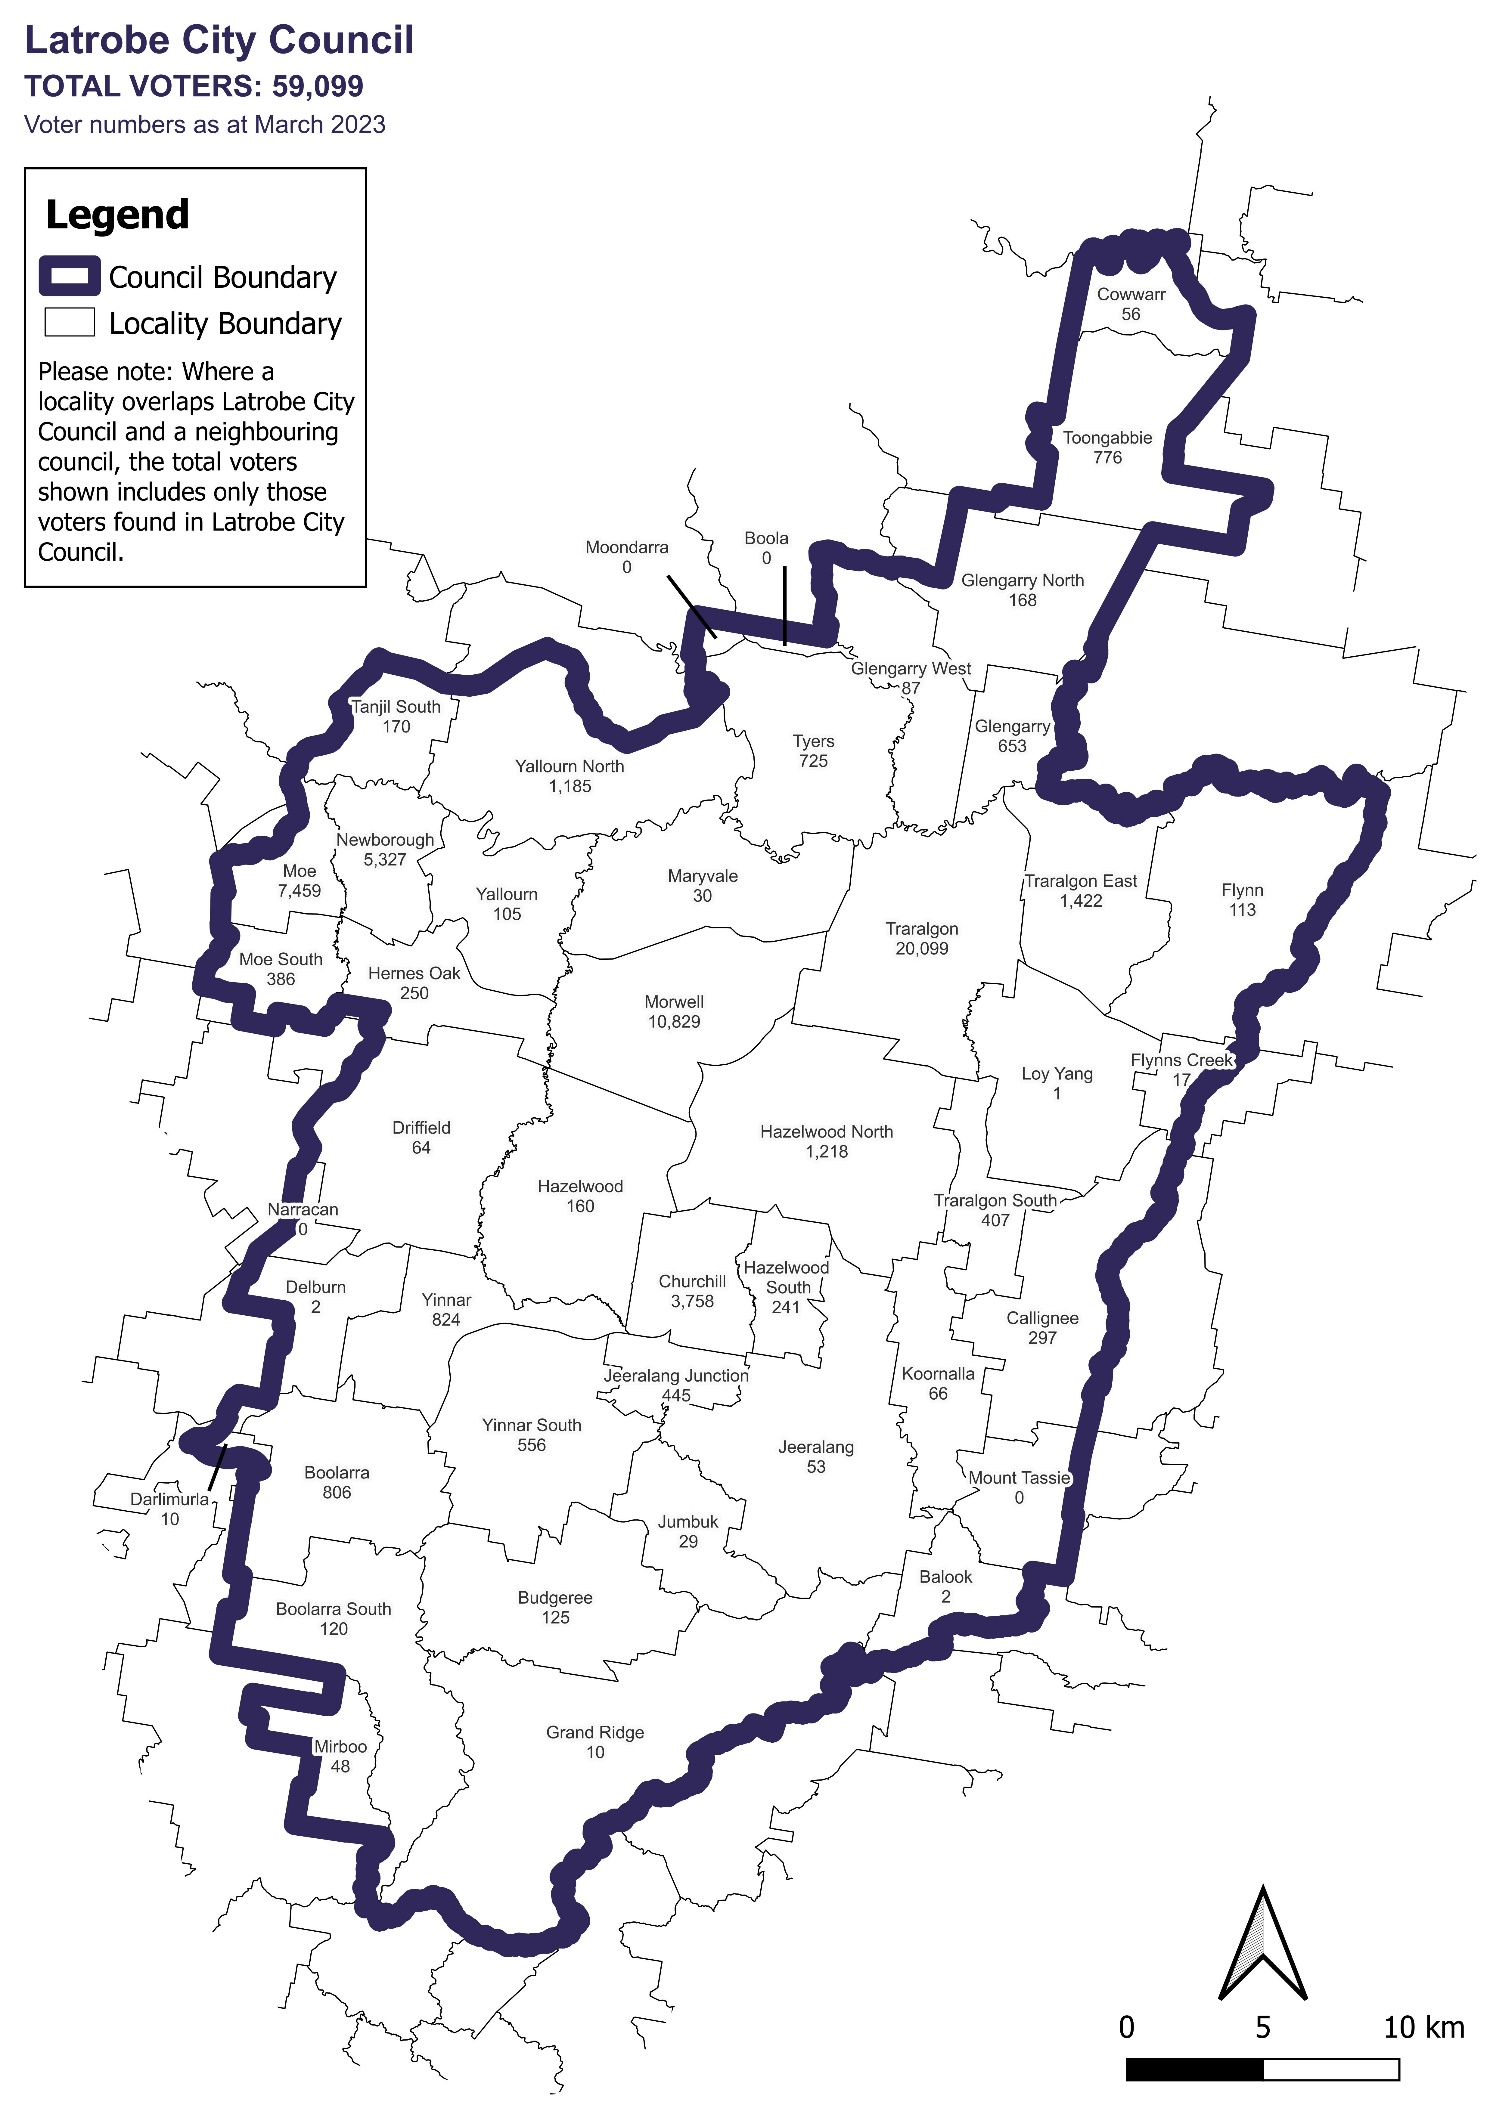 Latrobe City Council
TOTAL VOTERS: 59,099
Voter numbers as at March 2023
Legend
Council Boundary
Locality Boundary
Please note: Where a
locality overlaps Latrobe City
Council and a neighbouring
council, the total voters
shown includes only those
voters found in Latrobe City
Council.
Cowwarr
56
Toongabbie
776
Moondarra
0
Boola
0
Glengarry North
168
Glengarry West
87
Tanjil South
170
Glengarry
653
Tyers
725
Yallourn North
1,185
Newborough
5,327
Moe
7,459
Yallourn
105
Maryvale
30
Traralgon East
1,422
Flynn
113
Traralgon
20,099
Moe South
386
Hernes Oak
250
Morwell
10,829
Flynns Creek
17
Loy Yang
1
Driffield
64
Hazelwood North
1,218
Hazelwood
160
Traralgon South
407
Narracan
0
Delburn
2
Yinnar
824
Churchill
3,758
Hazelwood
South
241
Callignee
297
Jeeralang Junction
445
Koornalla
66
Yinnar South
556
Jeeralang
53
Boolarra
806
Mount Tassie
0
Darlimurla
10
Jumbuk
29
Balook
2
Budgeree
125
Boolarra South
120
Grand Ridge
10
Mirboo
48
0 5 10 km